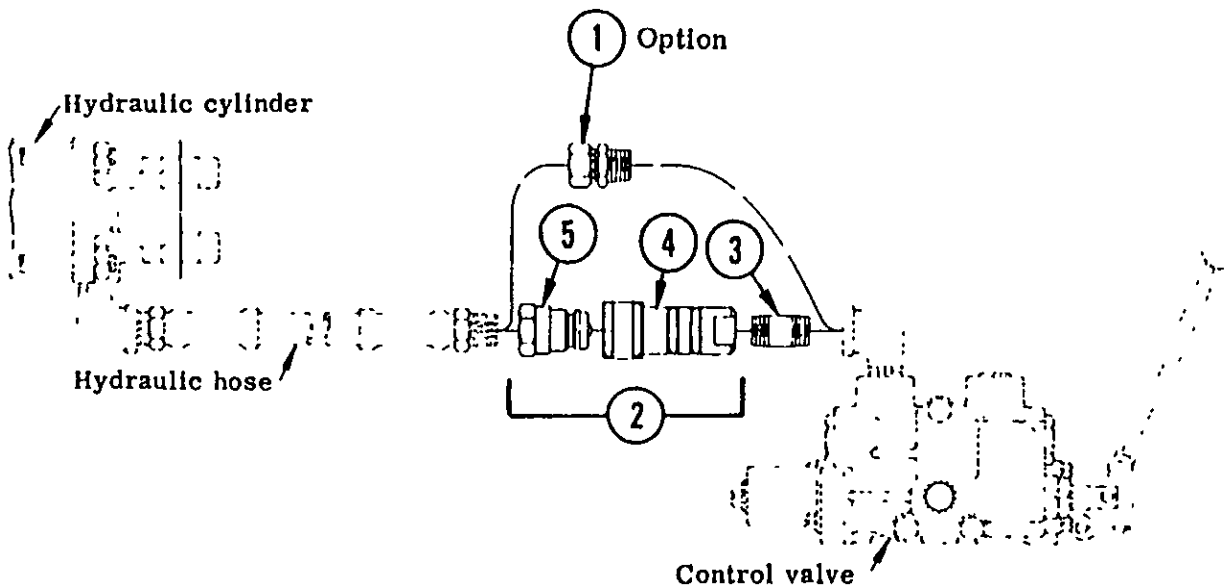 1 Option
Hydraulic cylinder
5
4
3
Hydraulic hose
2
Control valve